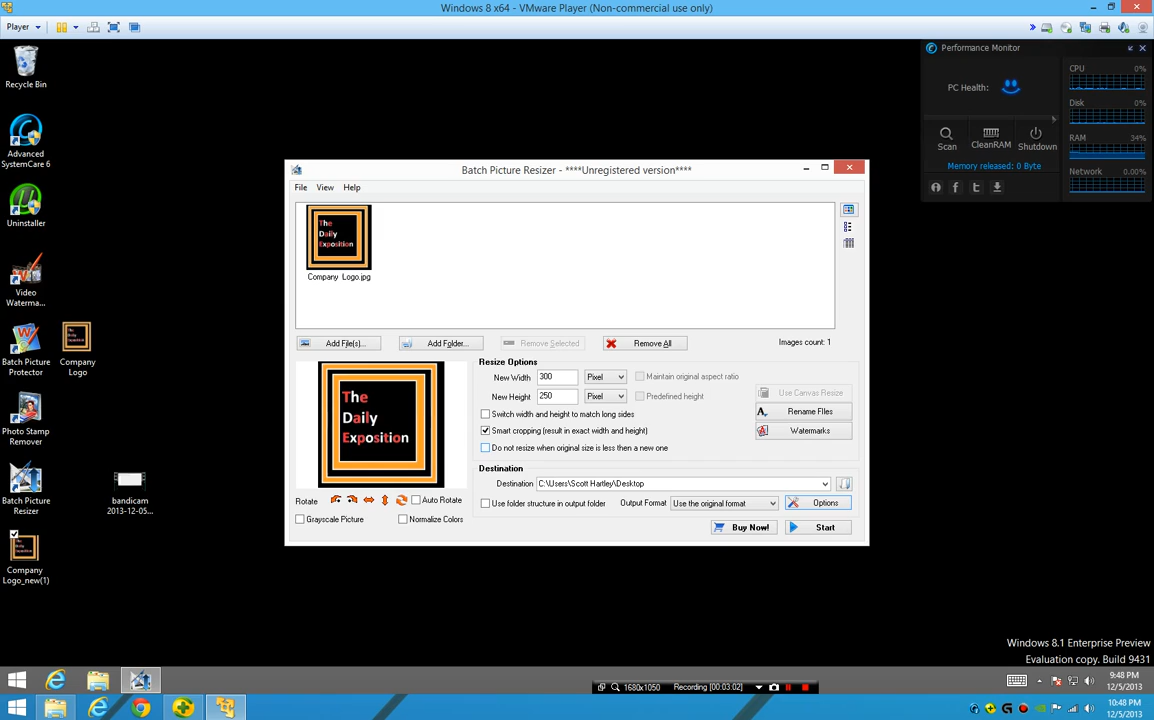 Windows 8 x64 - VMware Player (Non-commercial use only)
Player
Recycle Bin
Advanced
SystemCare 6
Uninstaller
Video
Waterma...
Batch Picture
Protector
Company
Logo
Photo Stamp
Remover
Batch Picture
Resizer
bandicam
2013-12-05...
Company
Logo_new(1)
Performance Monitor
PC Health:
Scan
CleanRAM
Shutdown
Memory released: 0 Byte
CPU 0%
Disk 0%
RAM 34%
Network 0.00%
Batch Picture Resizer - ****Unregistered version****
File View Help
The
Daily
Exposition
Company Logo.jpg
Add File(s)...
Add Folder...
Remove Selected
Remove All
Images count: 1
The
Daily
Exposition
Resize Options
New Width 300 Pixel
Maintain original aspect ratio
New Height 250 Pixel
Predefined height
Use Canvas Resize
Switch width and height to match long sides
Rename Files
Smart cropping (result in exact width and height)
Watermarks
Do not resize when original size is less then a new one
Destination
Destination C:\Users\Scott Hartley\Desktop
Rotate
Auto Rotate
Use folder structure in output folder
Output Format Use the original format
Options
Grayscale Picture
Normalize Colors
Buy Now!
Start
Windows 8.1 Enterprise Preview
Evaluation copy. Build 9431
1680x1050 Recording [00:03:02]
9:48 PM
12/5/2013
10:48 PM
12/5/2013